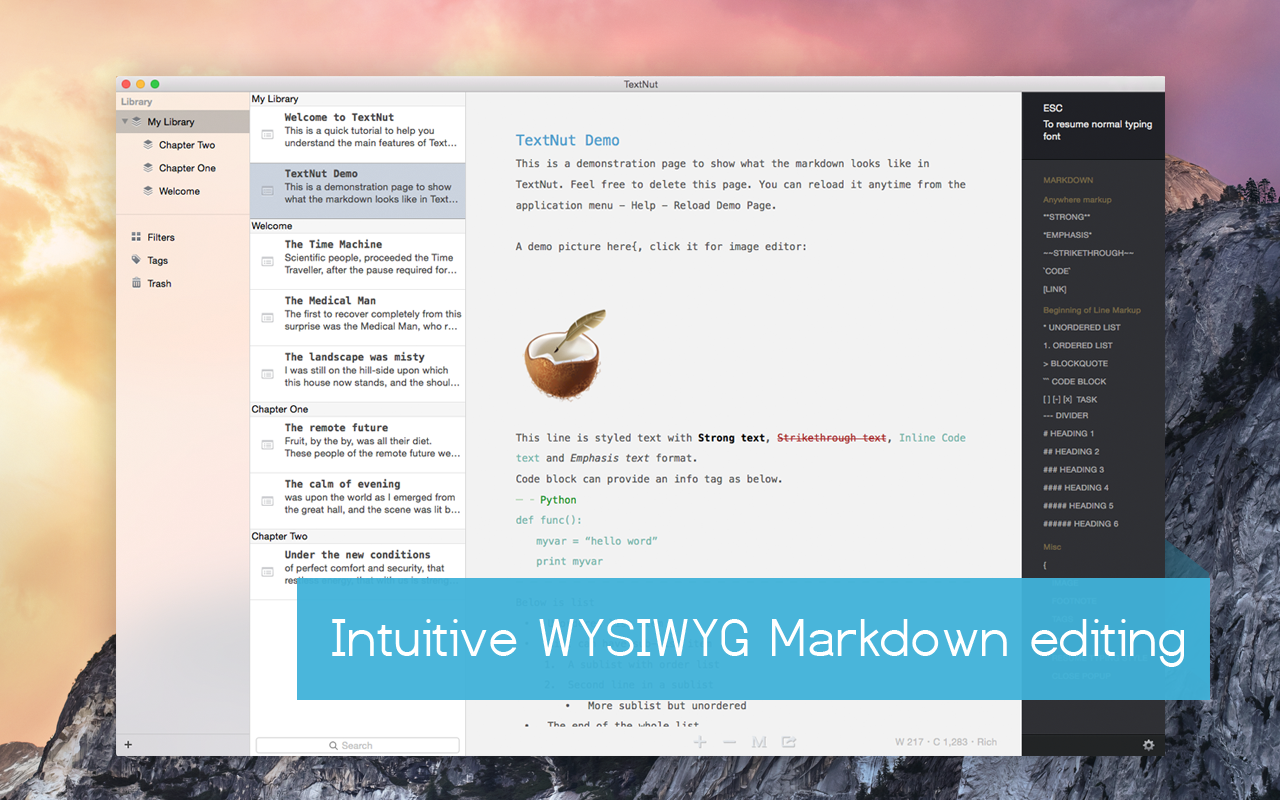 TextNut
Library
My Library
Chapter Two
Chapter One
Welcome
Filters
Tags
Trash
+
My Library
Welcome to TextNut
This is a quick tutorial to help you
understand the main features of Text...
TextNut Demo
This is a demonstration page to show
what the markdown looks like in Text...
Welcome
The Time Machine
Scientific people, proceeded the Time
Traveller, after the pause required for...
The Medical Man
The first to recover completely from this
surprise was the Medical Man, who r...
The landscape was misty
I was still on the hill-side upon which
this house now stands, and the shoul...
Chapter One
The remote future
Fruit, by the by, was all their diet.
These people of the remote future we...
The calm of evening
was upon the world as I emerged from
the great hall, and the scene was lit b...
Chapter Two
Under the new conditions
of perfect comfort and security, that
Search
TextNut Demo
This is a demonstration page to show what the markdown looks like in
TextNut. Feel free to delete this page. You can reload it anytime from the
application menu – Help – Reload Demo Page.
A demo picture here{, click it for image editor:
This line is styled text with Strong text, Strikethrough text, Inline Code
text and Emphasis text format.
Code block can provide an info tag as below.
— - Python
def func():
myvar = “hello word”
print myvar
Below is list
1. A sublist with order list
2. Second line in a sublist
• More sublist but unordered
• The end of the whole list
W 217 · C 1,283 · Rich
ESC
To resume normal typing
font
MARKDOWN
Anywhere markup
**STRONG**
*EMPHASIS*
~~STRIKETHROUGH~~
`CODE`
[LINK]
Beginning of Line Markup
* UNORDERED LIST
1. ORDERED LIST
> BLOCKQUOTE
``` CODE BLOCK
[ ] [-] [x] TASK
--- DIVIDER
# HEADING 1
## HEADING 2
### HEADING 3
#### HEADING 4
##### HEADING 5
###### HEADING 6
Misc
{
Intuitive WYSIWYG Markdown editing